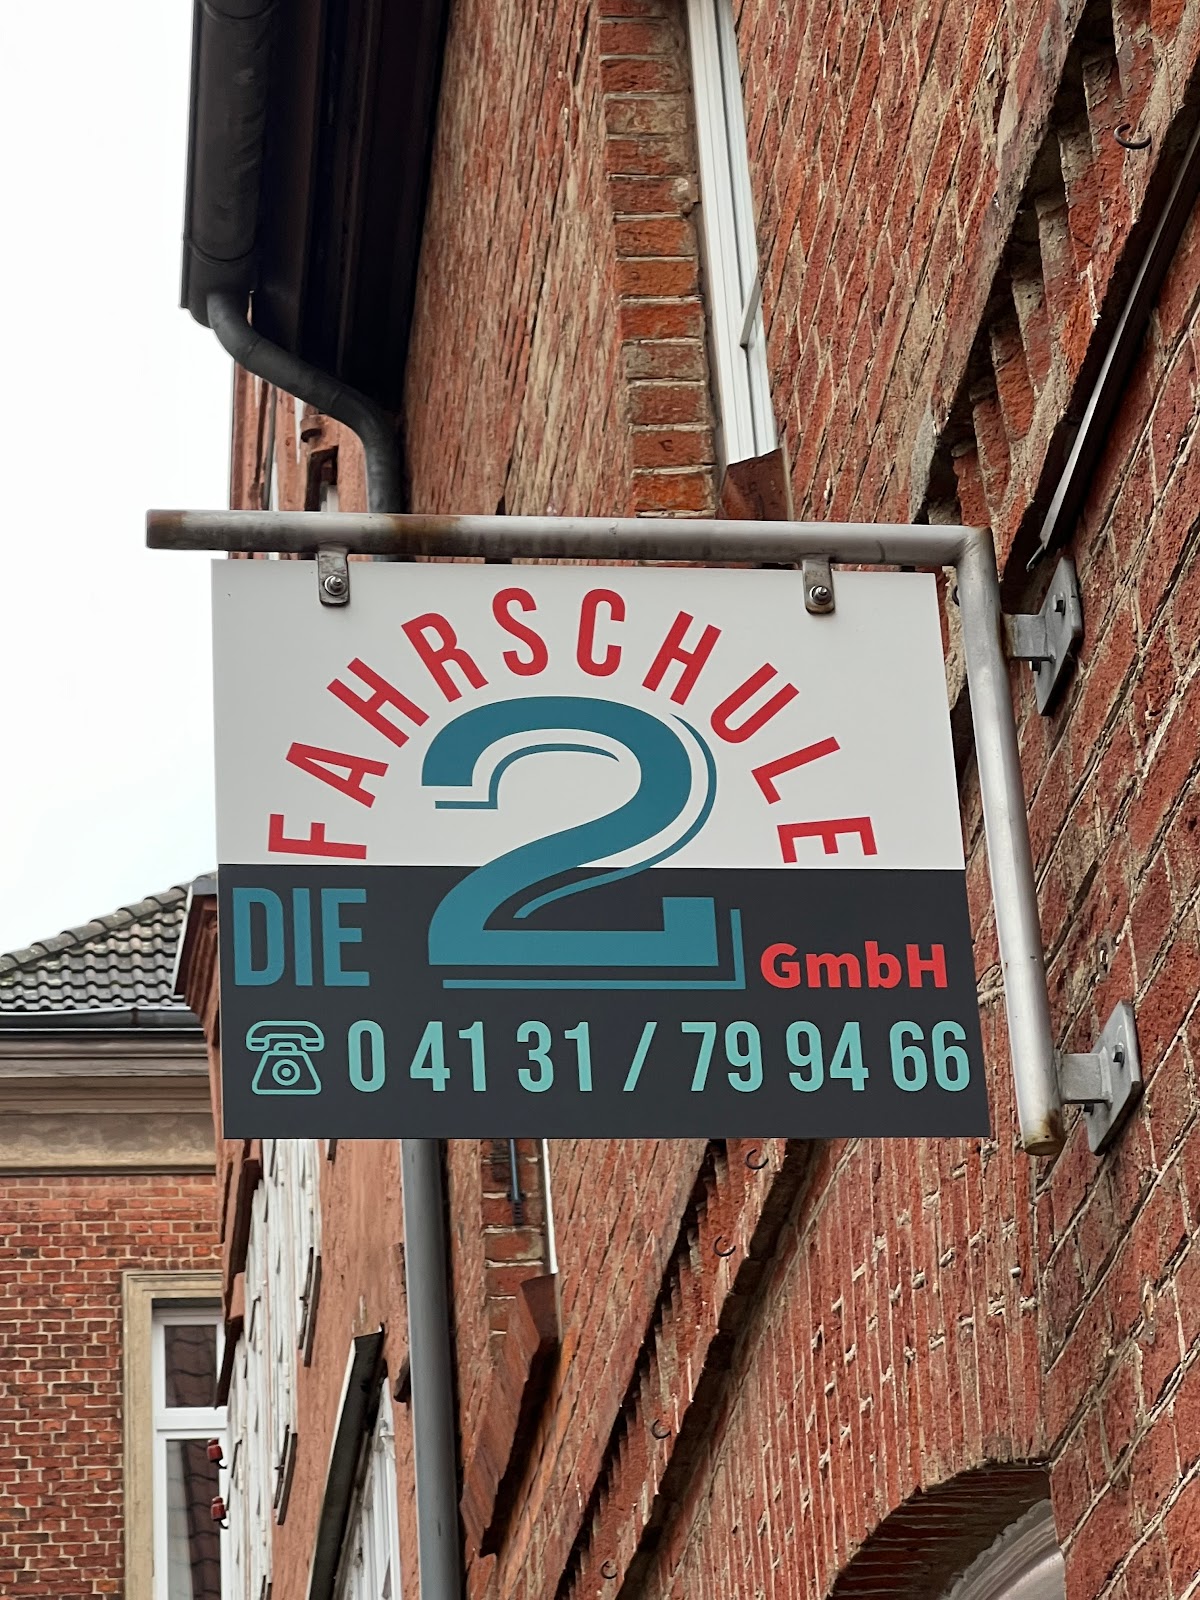 FAHRSCHULE
DIE 2 GmbH
0 41 31 / 79 94 66